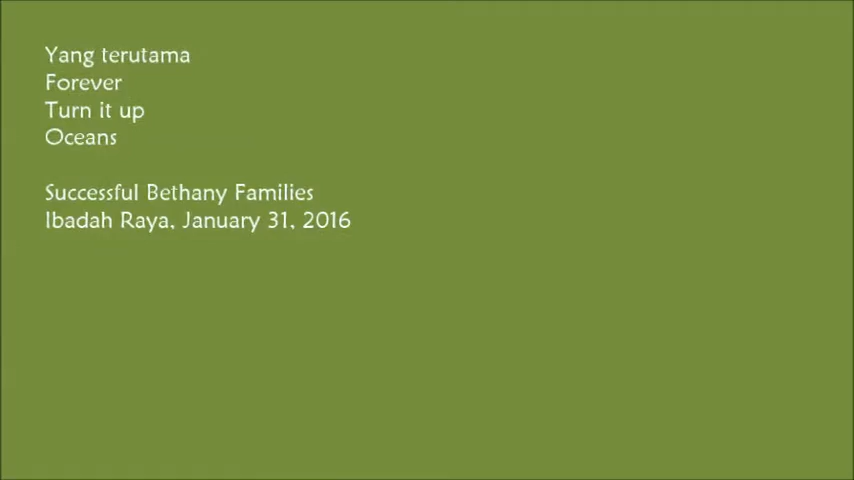 Yang terutama
Forever
Turn it up
Oceans
Successful Bethany Families
Ibadah Raya, January 31, 2016